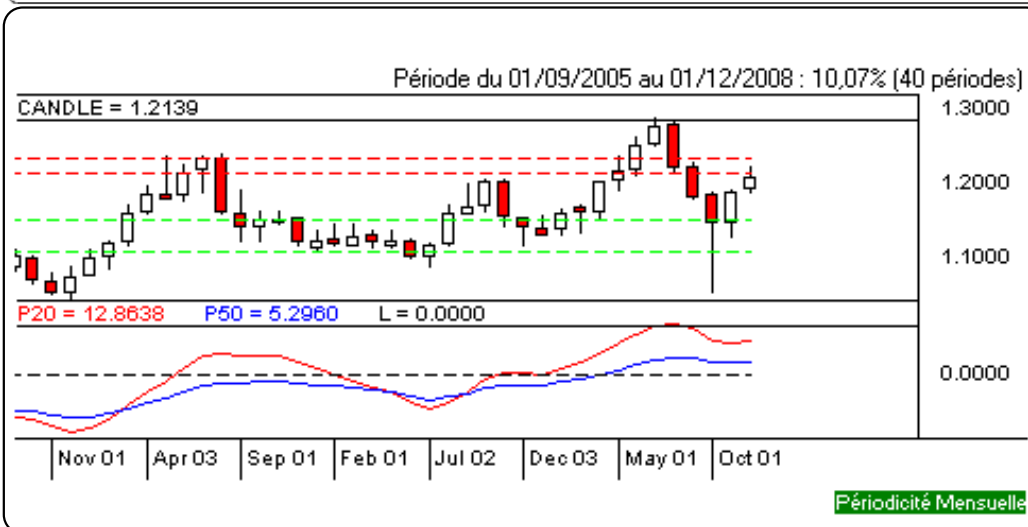 Période du 01/09/2005 au 01/12/2008 : 10,07% (40 périodes)
CANDLE = 1.2139
1.3000
1.2000
1.1000
P20 = 12.8638 P50 = 5.2960 L = 0.0000
0.0000
Nov 01 Apr 03 Sep 01 Feb 01 Jul 02 Dec 03 May 01 Oct 01
Périodicité Mensuelle